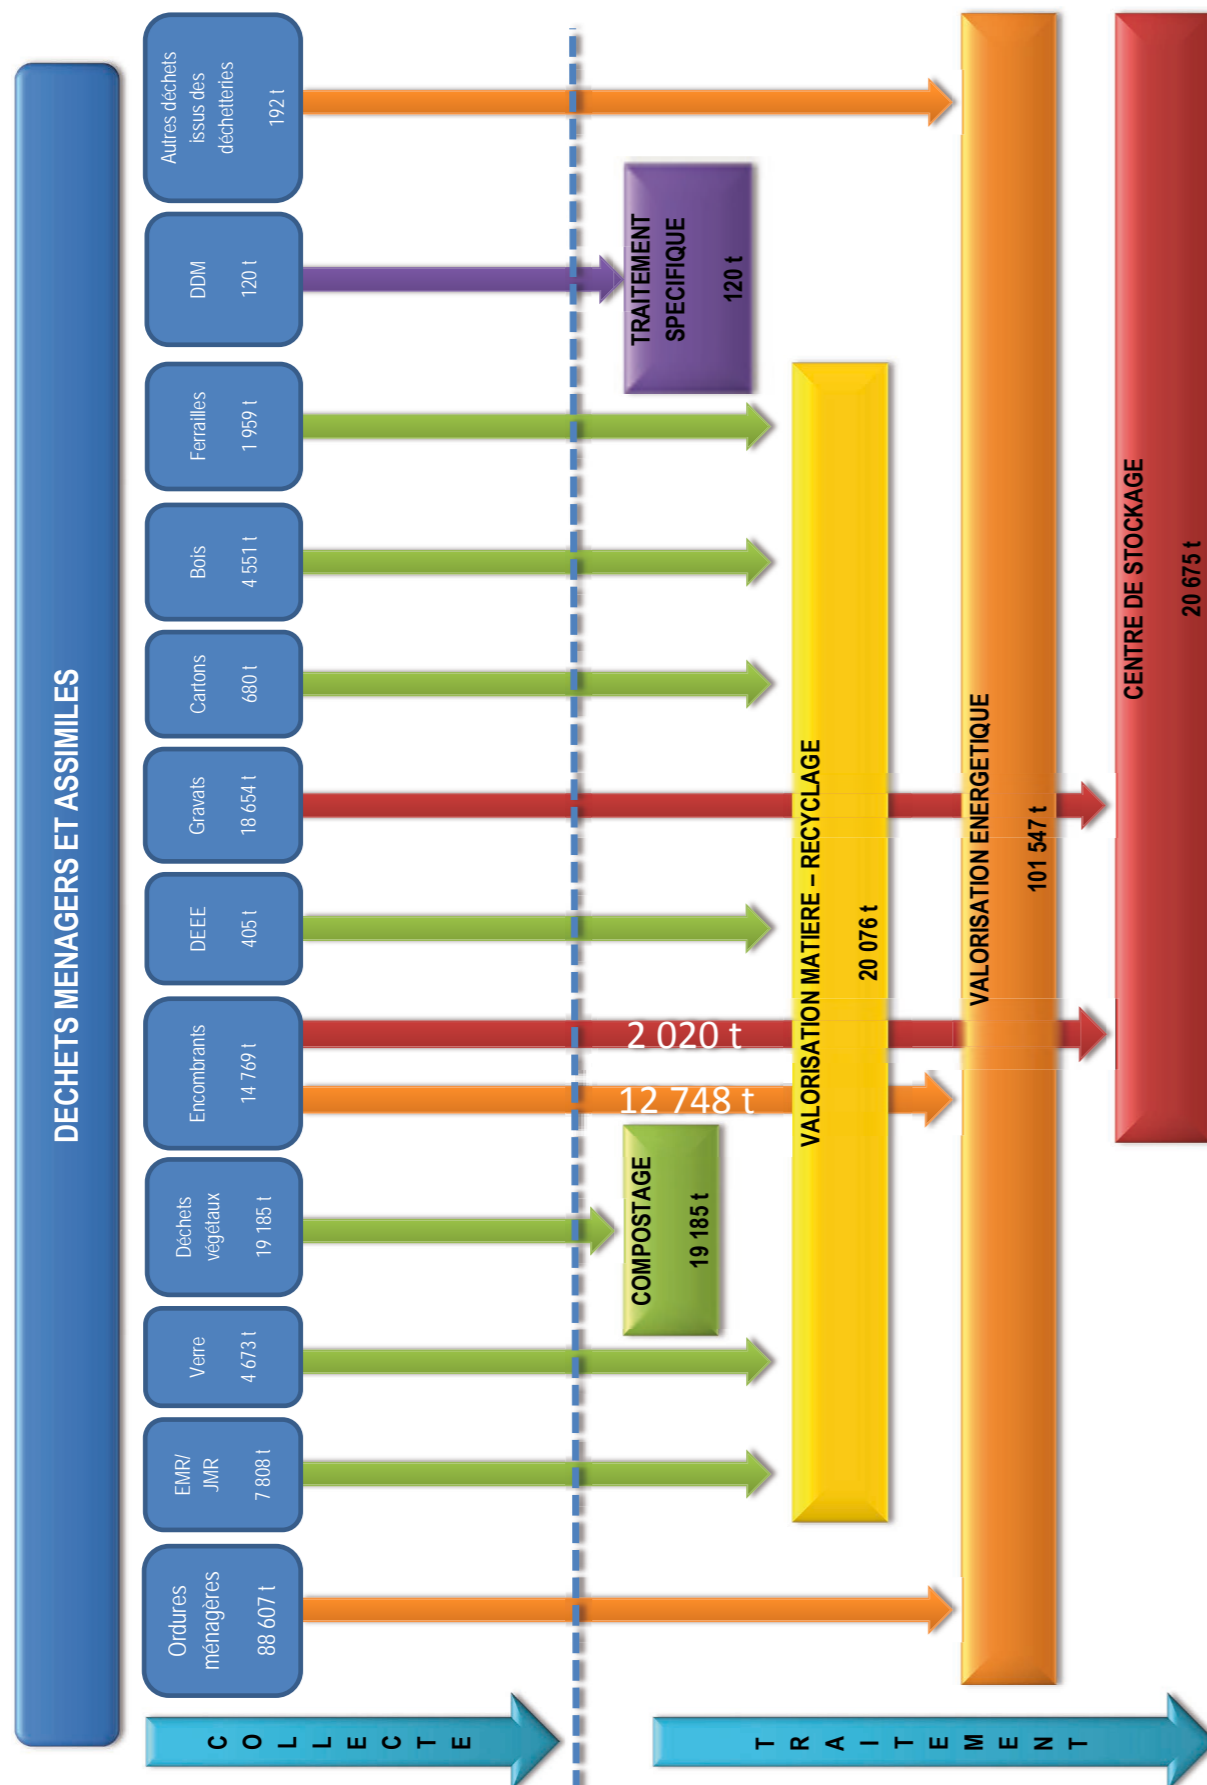 DECHETS MENAGERS ET ASSIMILES
COLLECTE
Ordures
ménagères
88 607 t
EMR/
JMR
7 808 t
Verre
4 673 t
Déchets
végétaux
19 185 t
Encombrants
14 769 t
DEEE
405 t
Gravats
18 654 t
Cartons
680 t
Bois
4 551 t
Ferrailles
1 959 t
DDM
120 t
Autres déchets
issus des
déchetteries
192 t
TRAITEMENT
COMPOSTAGE
19 185 t
12 748 t
2 020 t
TRAITEMENT
SPECIFIQUE
120 t
VALORISATION MATIERE – RECYCLAGE
20 076 t
VALORISATION ENERGETIQUE
101 547 t
CENTRE DE STOCKAGE
20 675 t